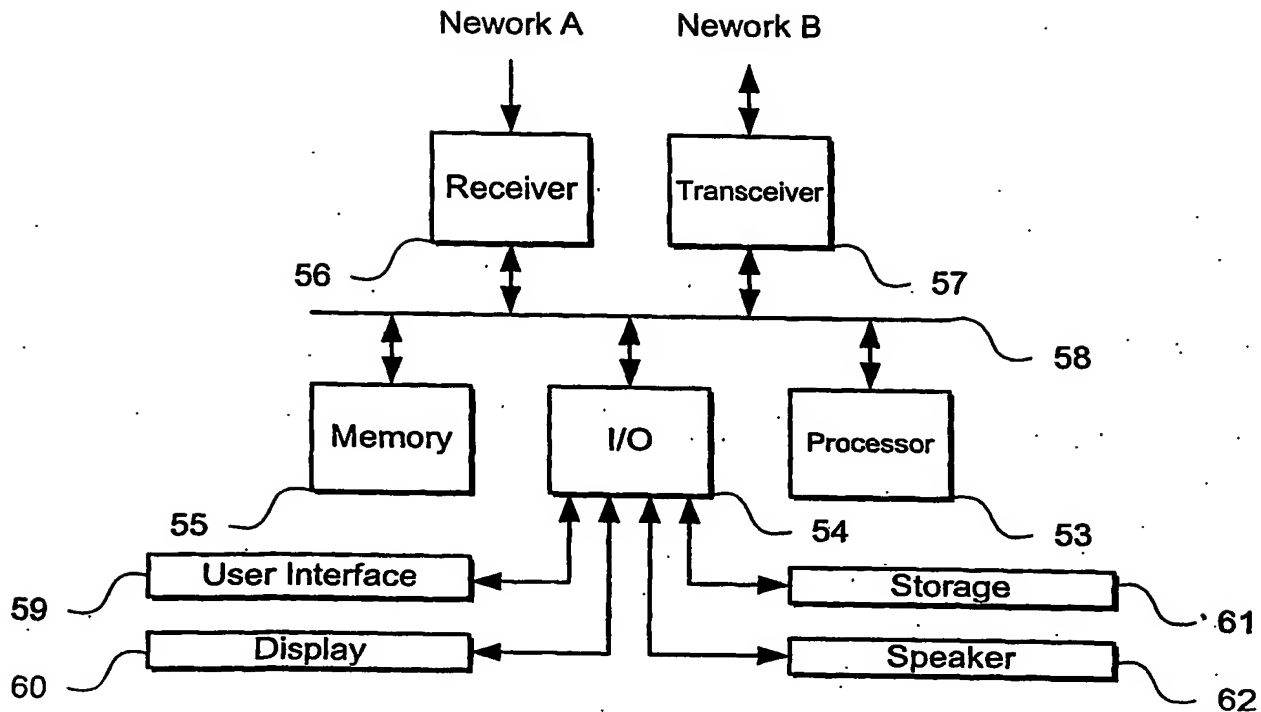 Nework A
Nework B
Receiver
Transceiver
56
57
58
Memory
I/O
Processor
55
54
53
User Interface
Storage
59
61
Display
Speaker
60
62